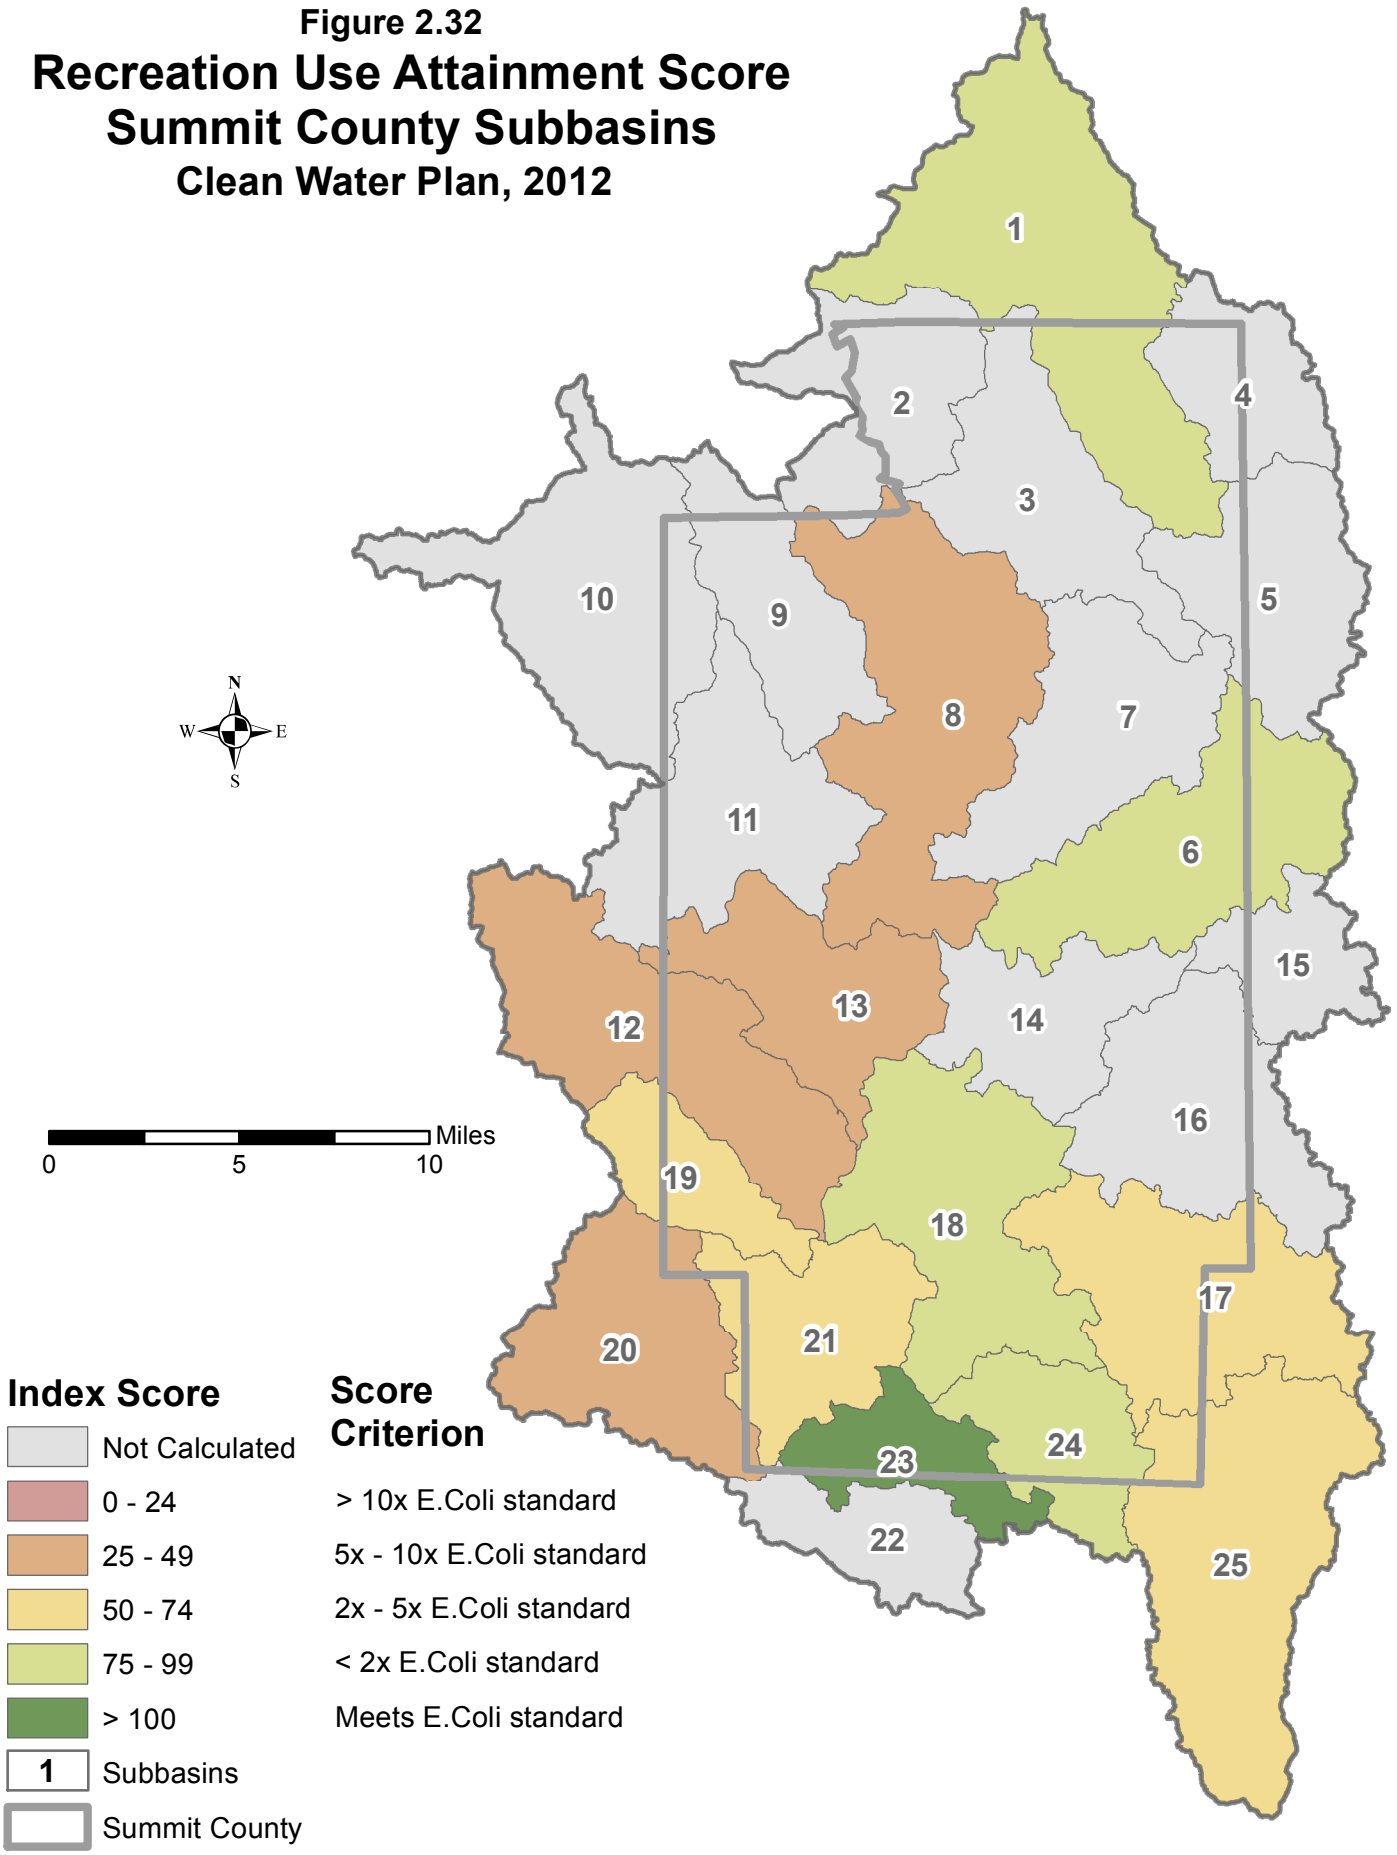 Figure 2.32
Recreation Use Attainment Score
Summit County Subbasins
Clean Water Plan, 2012
1
2
4
3
10
9
5
8
7
11
6
15
13
14
12
16
19
18
17
21
20
24
23
22
25
N
W
E
S
Miles
0
5
10
Index Score
Score
Criterion
Not Calculated
0 - 24
> 10x E.Coli standard
25 - 49
5x - 10x E.Coli standard
50 - 74
2x - 5x E.Coli standard
75 - 99
< 2x E.Coli standard
> 100
Meets E.Coli standard
1
Subbasins
Summit County